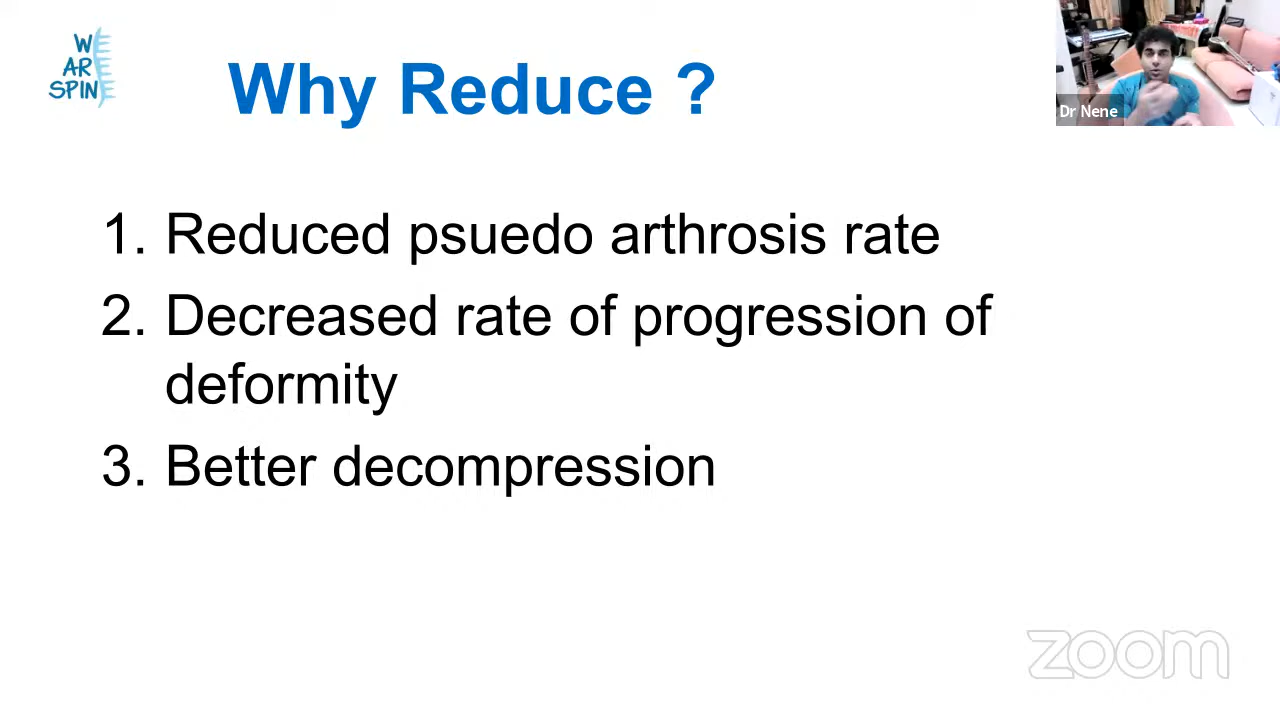 WE
ARE
SPINE
Why Reduce ?
Dr Nene
1. Reduced psuedo arthrosis rate
2. Decreased rate of progression of
deformity
3. Better decompression
zoom